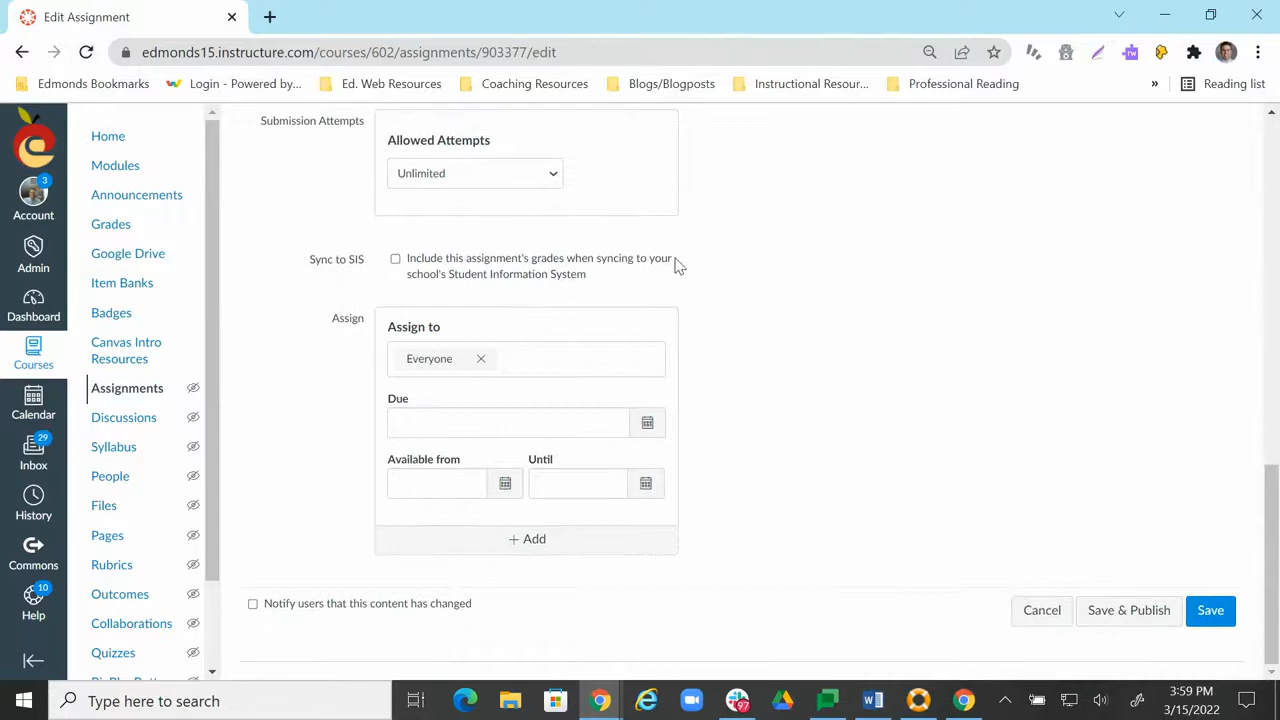 Edit Assignment
edmonds15.instructure.com/courses/602/assignments/903377/edit
Edmonds Bookmarks
Login - Powered by...
Ed. Web Resources
Coaching Resources
Blogs/Blogposts
Instructional Resour...
Professional Reading
»
Reading list
3
Account
Admin
Dashboard
Courses
Calendar
29
Inbox
History
Commons
10
Help
Home
Modules
Announcements
Grades
Google Drive
Item Banks
Badges
Canvas Intro
Resources
Assignments
Discussions
Syllabus
People
Files
Pages
Rubrics
Outcomes
Collaborations
Quizzes
Submission Attempts
Allowed Attempts
Unlimited
Sync to SIS
Include this assignment's grades when syncing to your
school's Student Information System
Assign
Assign to
Everyone
Due
Available from
Until
+ Add
Notify users that this content has changed
Cancel
Save & Publish
Save
Type here to search
97
3:59 PM
3/15/2022